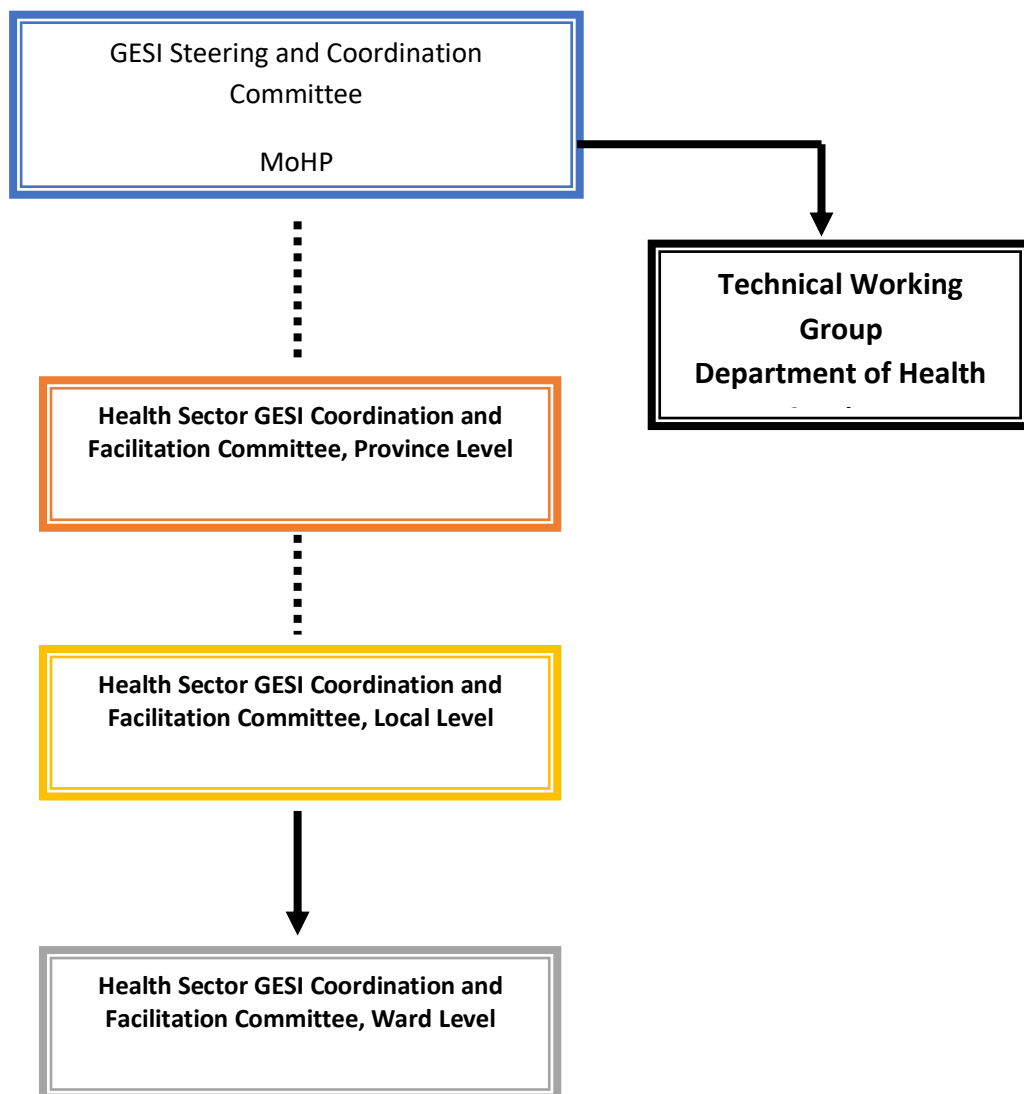 GESI Steering and Coordination
Committee
MoHP
Technical Working
Group
Department of Health
Health Sector GESI Coordination and
Facilitation Committee, Province Level
Health Sector GESI Coordination and
Facilitation Committee, Local Level
Health Sector GESI Coordination and
Facilitation Committee, Ward Level